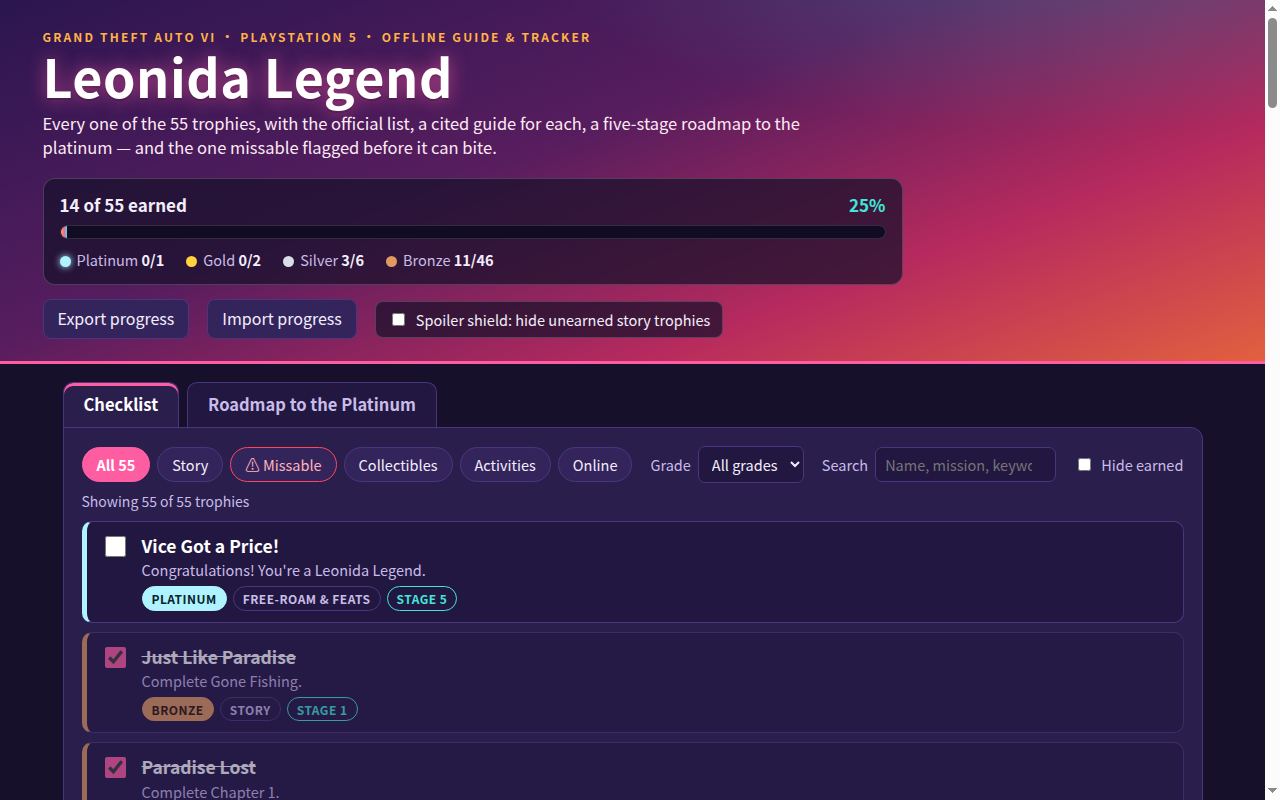 GRAND THEFT AUTO VI • PLAYSTATION 5 • OFFLINE GUIDE & TRACKER
Leonida Legend
Every one of the 55 trophies, with the official list, a cited guide for each, a five-stage roadmap to the
platinum — and the one missable flagged before it can bite.
14 of 55 earned 25%
Platinum 0/1 Gold 0/2 Silver 3/6 Bronze 11/46
Export progress Import progress Spoiler shield: hide unearned story trophies
Checklist Roadmap to the Platinum
All 55 Story ⚠ Missable Collectibles Activities Online Grade All grades Search Name, mission, keywo Hide earned
Showing 55 of 55 trophies
Vice Got a Price!
Congratulations! You're a Leonida Legend.
PLATINUM FREE-ROAM & FEATS STAGE 5
Just Like Paradise
Complete Gone Fishing.
BRONZE STORY STAGE 1
Paradise Lost
Complete Chapter 1.